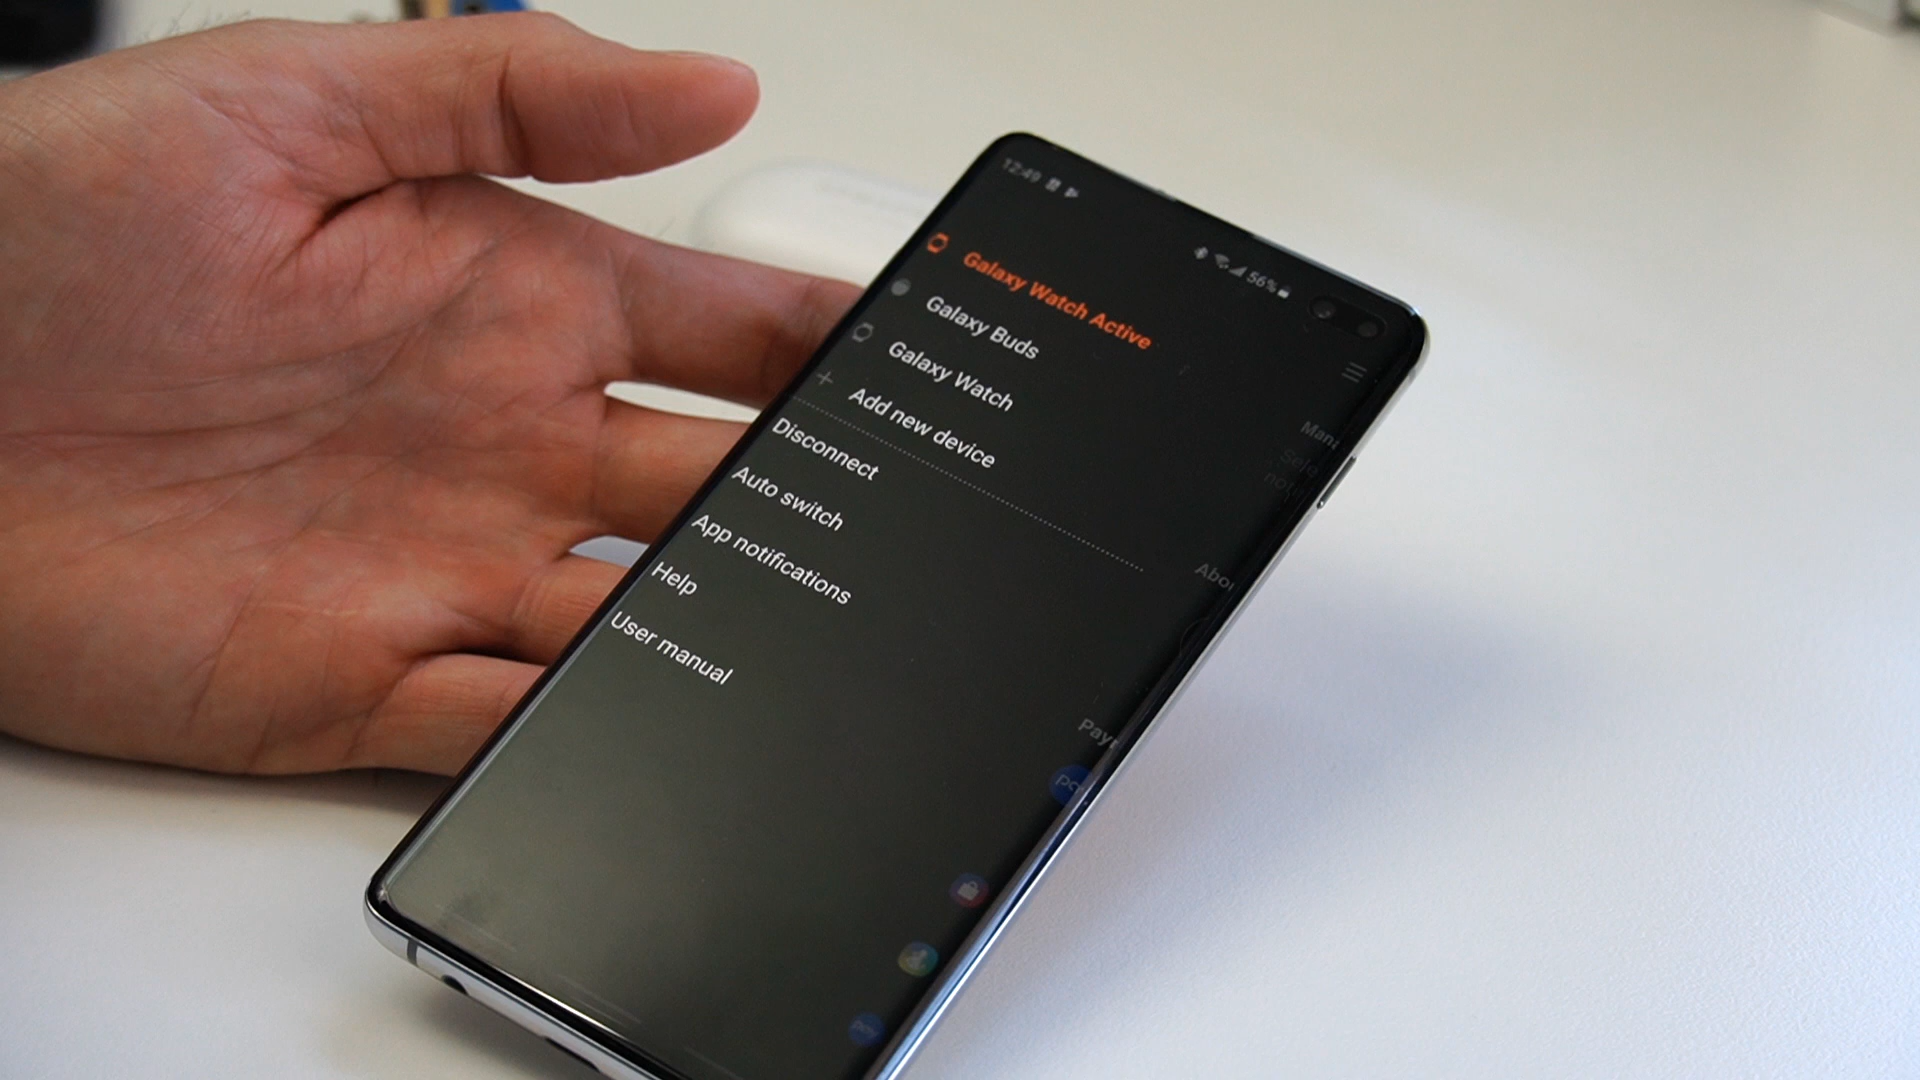 12:49
56%
Galaxy Watch Active
Galaxy Buds
Galaxy Watch
Add new device
Disconnect
Auto switch
App notifications
Help
User manual
pay